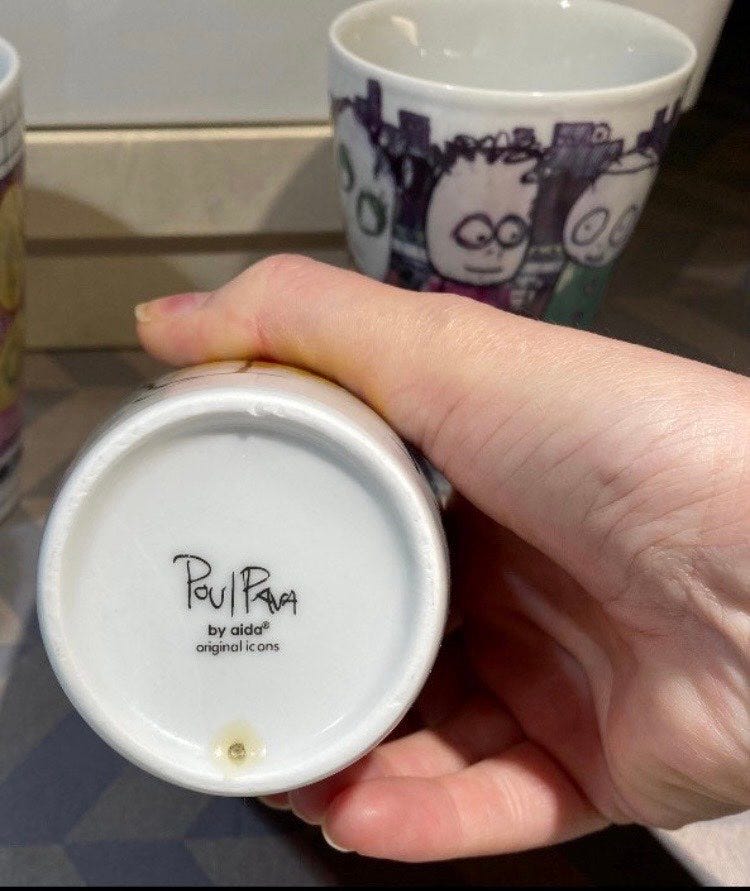 Poul Pava
by aida®
original icons